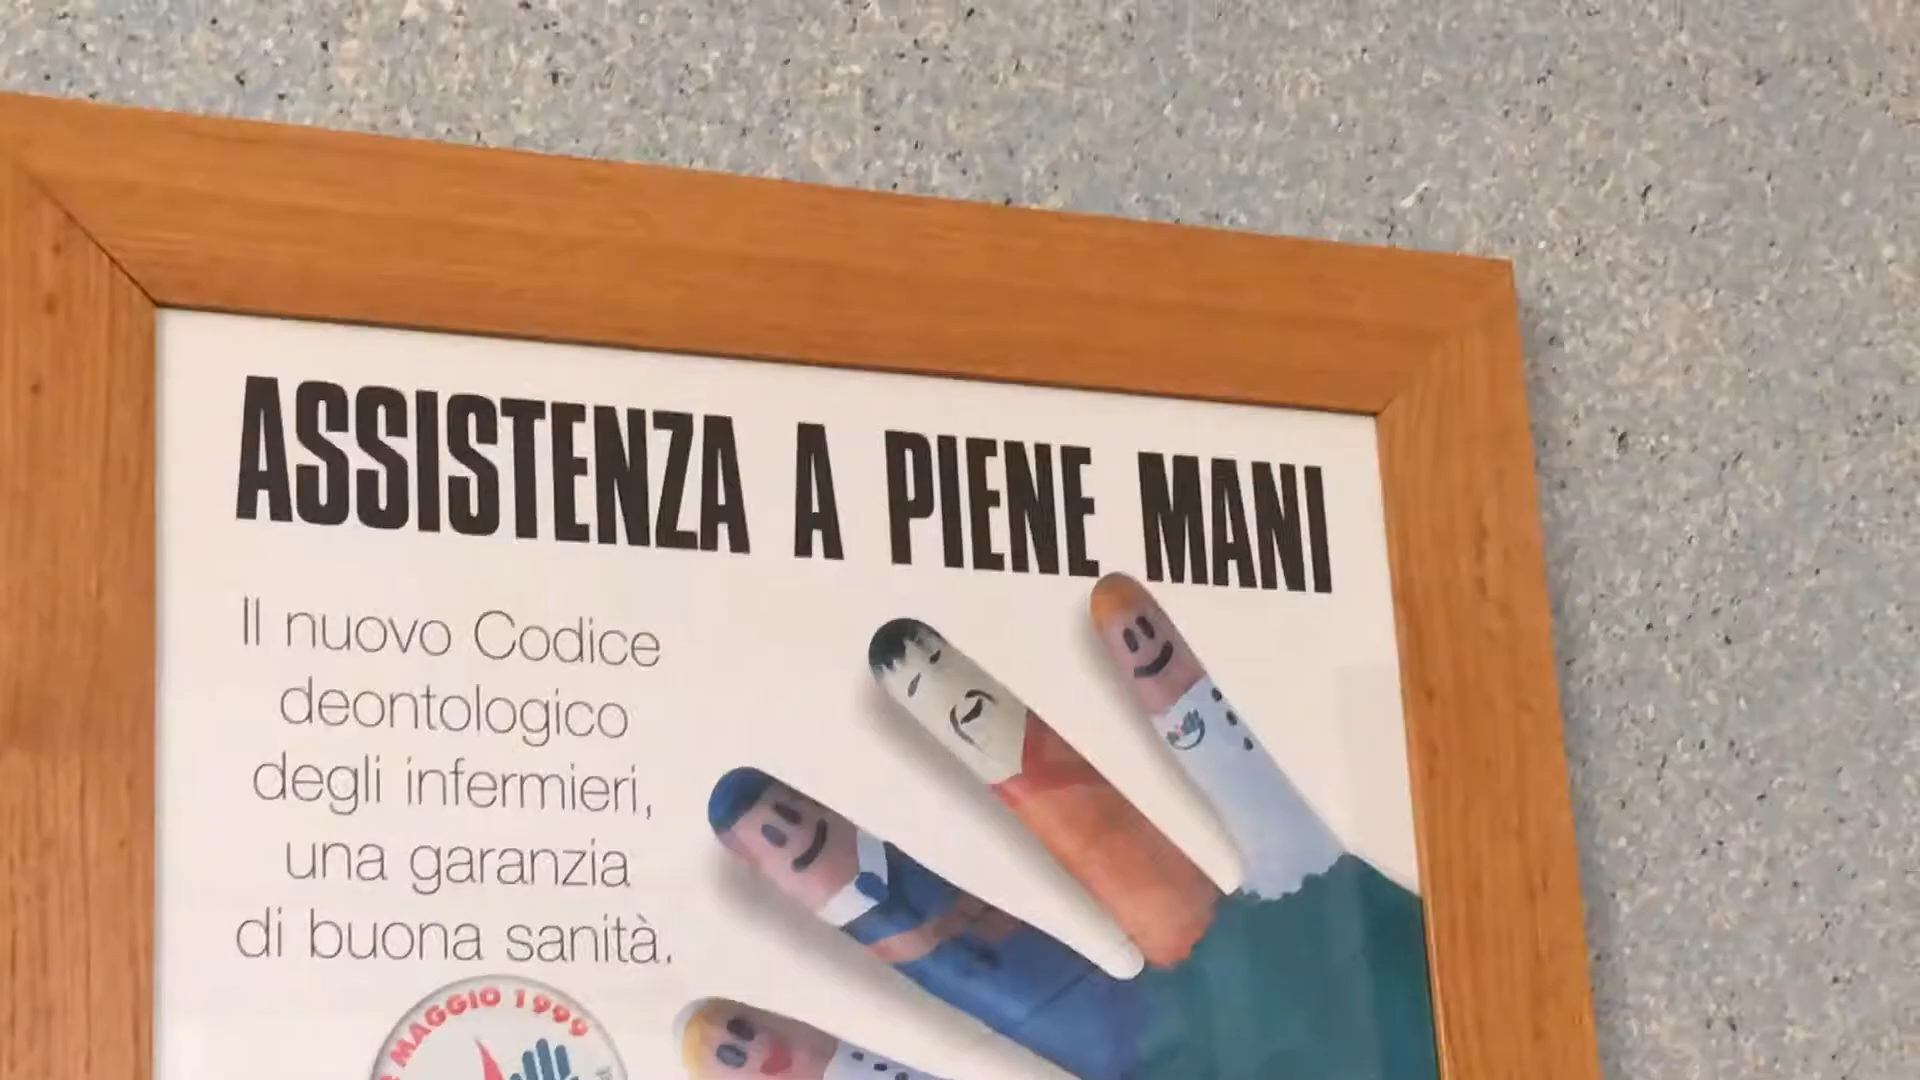 ASSISTENZA A PIENE MANI
Il nuovo Codice
deontologico
degli infermieri,
una garanzia
di buona sanità.
MAGGIO 1999